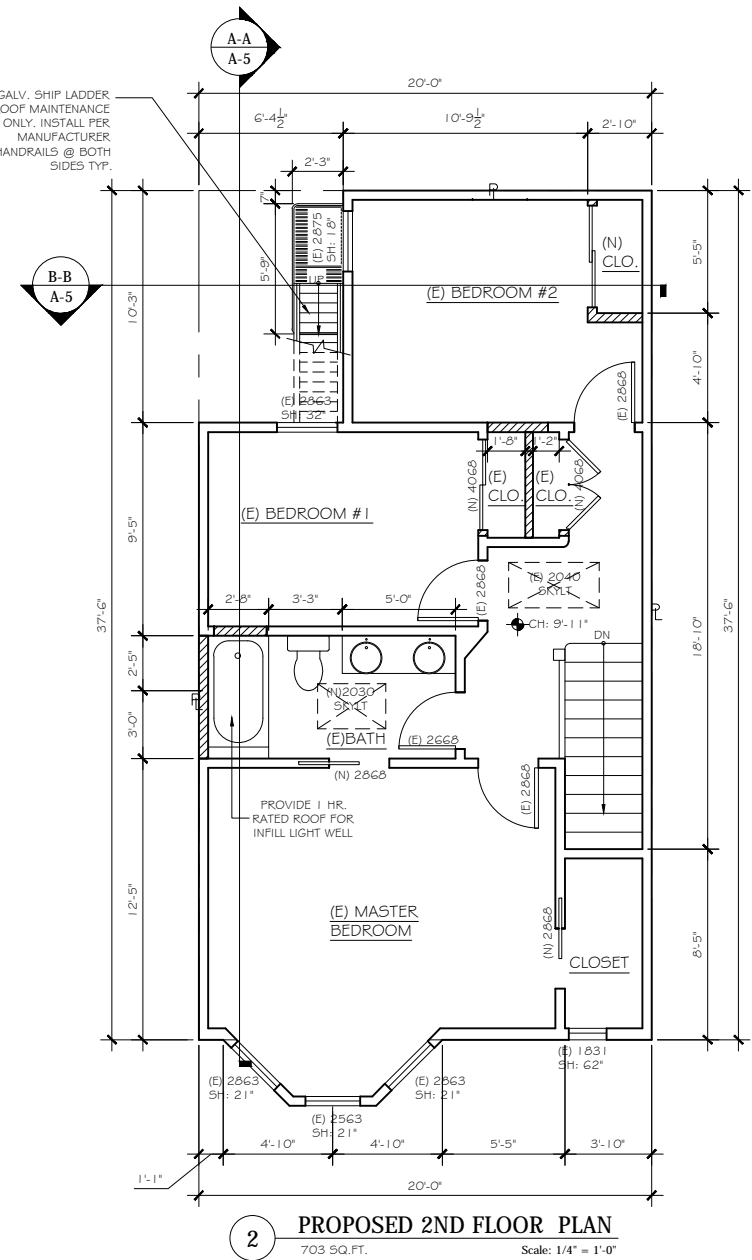 A-A
A-5
20'-0"
GALV. SHIP LADDER
ROOF MAINTENANCE
ONLY. INSTALL PER
MANUFACTURER
HANDRAILS @ BOTH
SIDES TYP.
6'-4½"
10'-9½"
2'-10"
2'-3"
7"
5'-9"
(E) 2875
SH: 18"
UP
(N)
CLO.
5'-5"
B-B
A-5
10'-3"
(E) BEDROOM #2
4'-10"
(E) 2868
(E) 2863
SH: 32"
1'-8"
1'-2"
(N) 4068
(E)
CLO.
(E)
CLO.
(N) 4068
(E) BEDROOM #1
9'-5"
(E) 2868
(E) 2040
SKYLT
2'-8"
3'-3"
5'-0"
CH: 9'-11"
DN
37'-6"
37'-6"
18'-10"
2'-5"
3'-0"
(N)2030
SKYLT
(E)BATH
(E) 2668
(N) 2868
(E) 2868
PROVIDE 1 HR.
RATED ROOF FOR
INFILL LIGHT WELL
12'-5"
(E) MASTER
BEDROOM
(N) 2868
CLOSET
8'-5"
(E) 2863
SH: 21"
(E) 2563
SH: 21"
(E) 2863
SH: 21"
(E) 1831
SH: 62"
4'-10"
4'-10"
5'-5"
3'-10"
1'-1"
20'-0"
2
PROPOSED 2ND FLOOR PLAN
703 SQ.FT.
Scale: 1/4" = 1'-0"